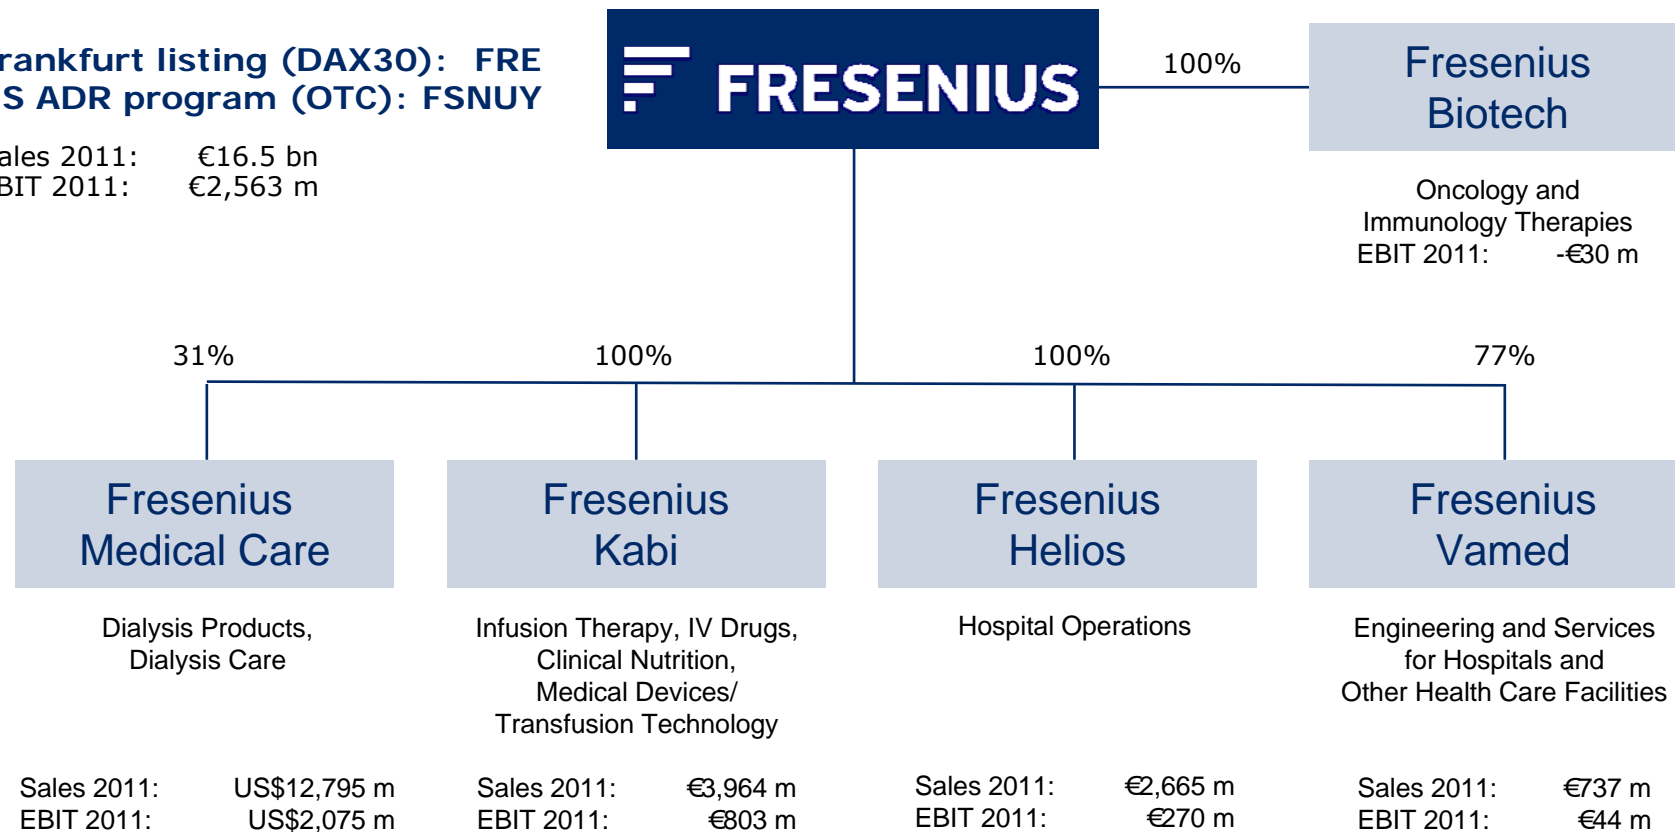 rankfurt listing (DAX30): FRE
S ADR program (OTC): FSNUY
ales 2011: €16.5 bn
BIT 2011: €2,563 m
FRESENIUS
100%
Fresenius
Biotech
Oncology and
Immunology Therapies
EBIT 2011: -€30 m
31%
100%
100%
77%
Fresenius
Medical Care
Dialysis Products,
Dialysis Care
Sales 2011: US$12,795 m
EBIT 2011: US$2,075 m
Fresenius
Kabi
Infusion Therapy, IV Drugs,
Clinical Nutrition,
Medical Devices/
Transfusion Technology
Sales 2011: €3,964 m
EBIT 2011: €803 m
Fresenius
Helios
Hospital Operations
Sales 2011: €2,665 m
EBIT 2011: €270 m
Fresenius
Vamed
Engineering and Services
for Hospitals and
Other Health Care Facilities
Sales 2011: €737 m
EBIT 2011: €44 m